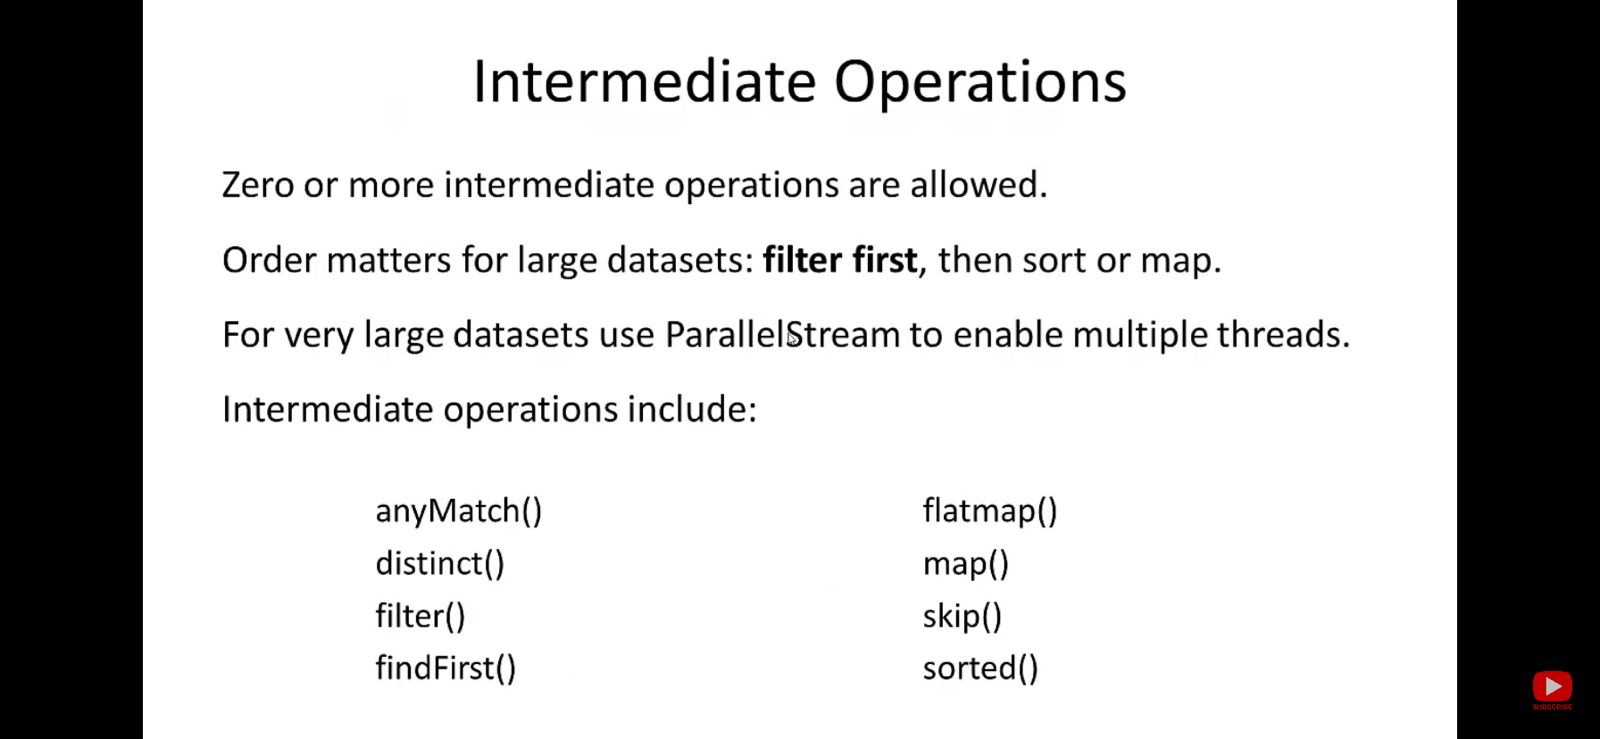 Intermediate Operations
Zero or more intermediate operations are allowed.
Order matters for large datasets: filter first, then sort or map.
For very large datasets use ParallelStream to enable multiple threads.
Intermediate operations include:
anyMatch()
distinct()
filter()
findFirst()
flatmap()
map()
skip()
sorted()
SUBSCRIBE